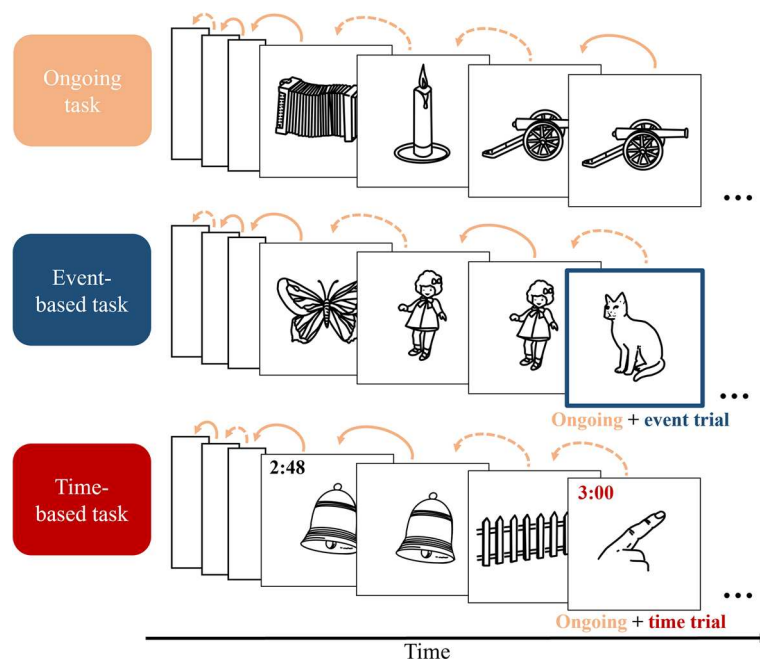 Ongoing
task
...
Event-
based task
...
Ongoing + event trial
Time-
based task
2:48
3:00
...
Ongoing + time trial
Time